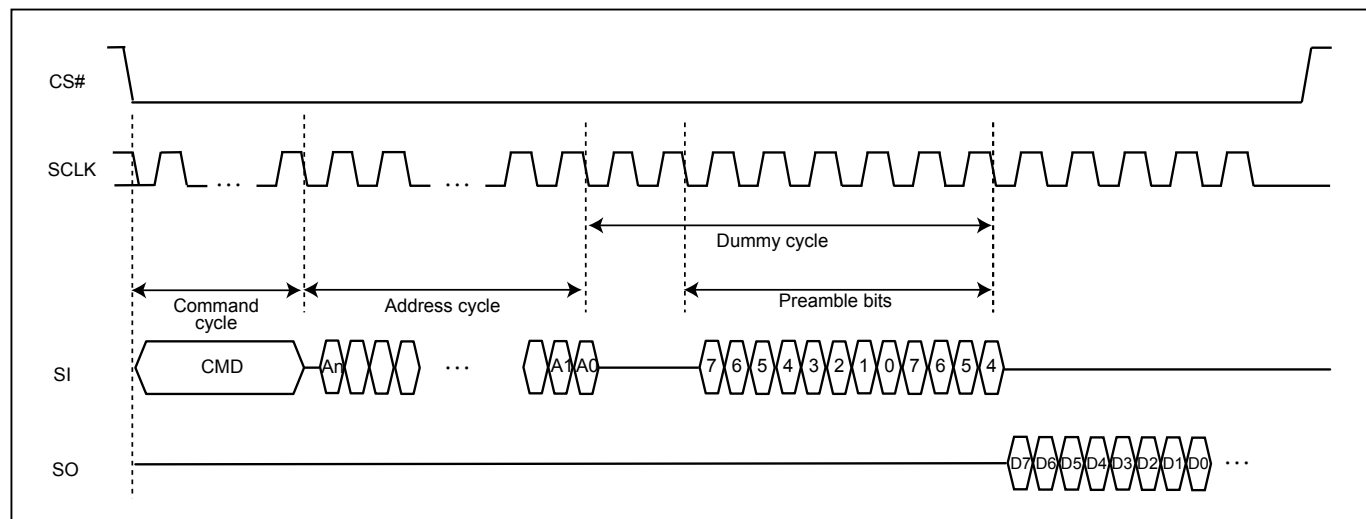 CS#
SCLK
...
...
Dummy cycle
Command cycle
Address cycle
Preamble bits
SI
CMD
An
...
A1 A0
7 6 5 4 3 2 1 0 7 6 5 4
SO
D7 D6 D5 D4 D3 D2 D1 D0 ...